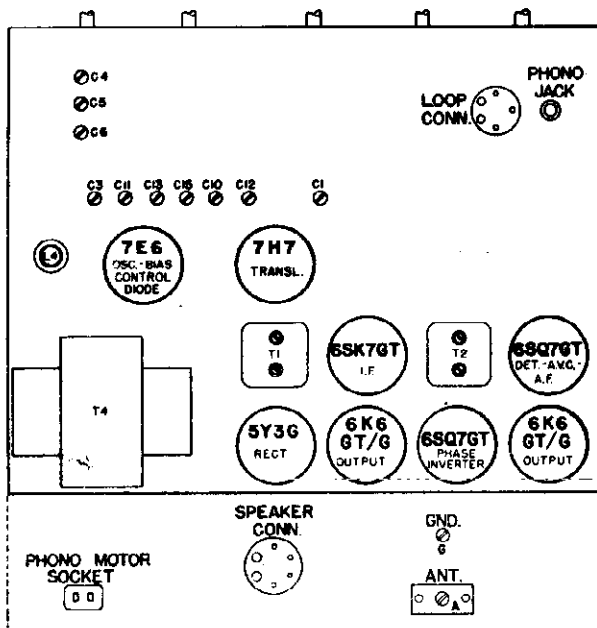 C4
C5
C6
LOOP
CONN.
PHONO
JACK
C3 C11 C13 C15 C10 C12 C1
L4
7E6
OSC.-BIAS
CONTROL
DIODE
7H7
TRANSL.
T1
6SK7GT
I.F.
T2
6SQ7GT
DET.-A.V.C.-
A.F.
T4
5Y3G
RECT
6K6
GT/G
OUTPUT
6SQ7GT
PHASE
INVERTER
6K6
GT/G
OUTPUT
SPEAKER
CONN.
GND.
G
PHONO MOTOR
SOCKET
ANT.
A